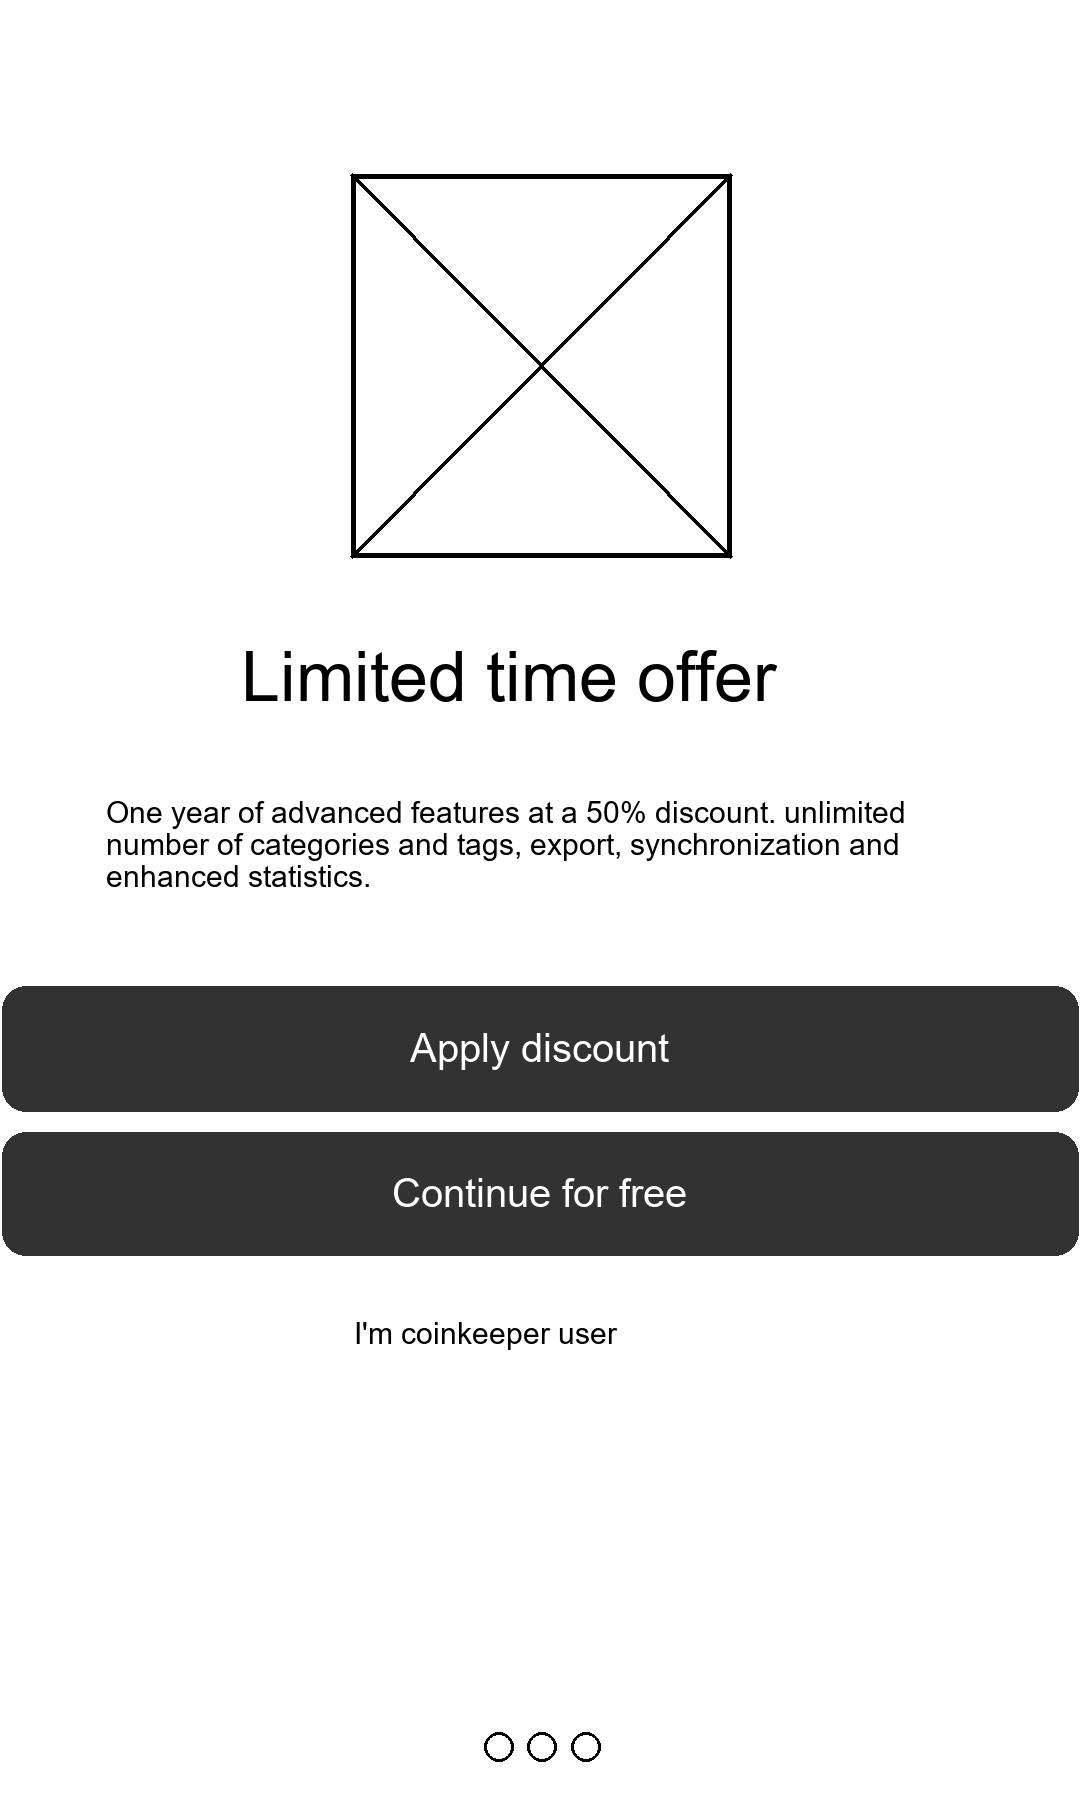 Limited time offer
One year of advanced features at a 50% discount. unlimited
number of categories and tags, export, synchronization and
enhanced statistics.
Apply discount
Continue for free
I'm coinkeeper user